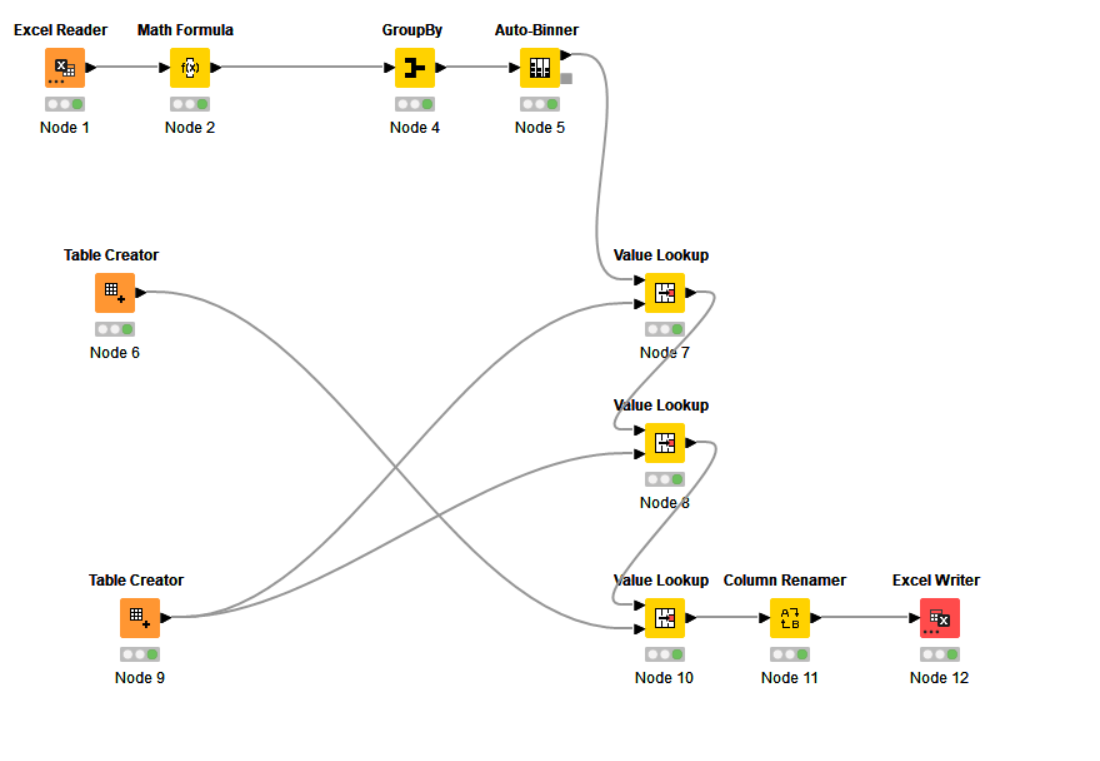 Excel Reader
Math Formula
GroupBy
Auto-Binner
f(x)
Node 1
Node 2
Node 4
Node 5
Table Creator
Value Lookup
Node 6
Node 7
Value Lookup
Node 8
Table Creator
Value Lookup
Column Renamer
Excel Writer
A
B
Node 9
Node 10
Node 11
Node 12